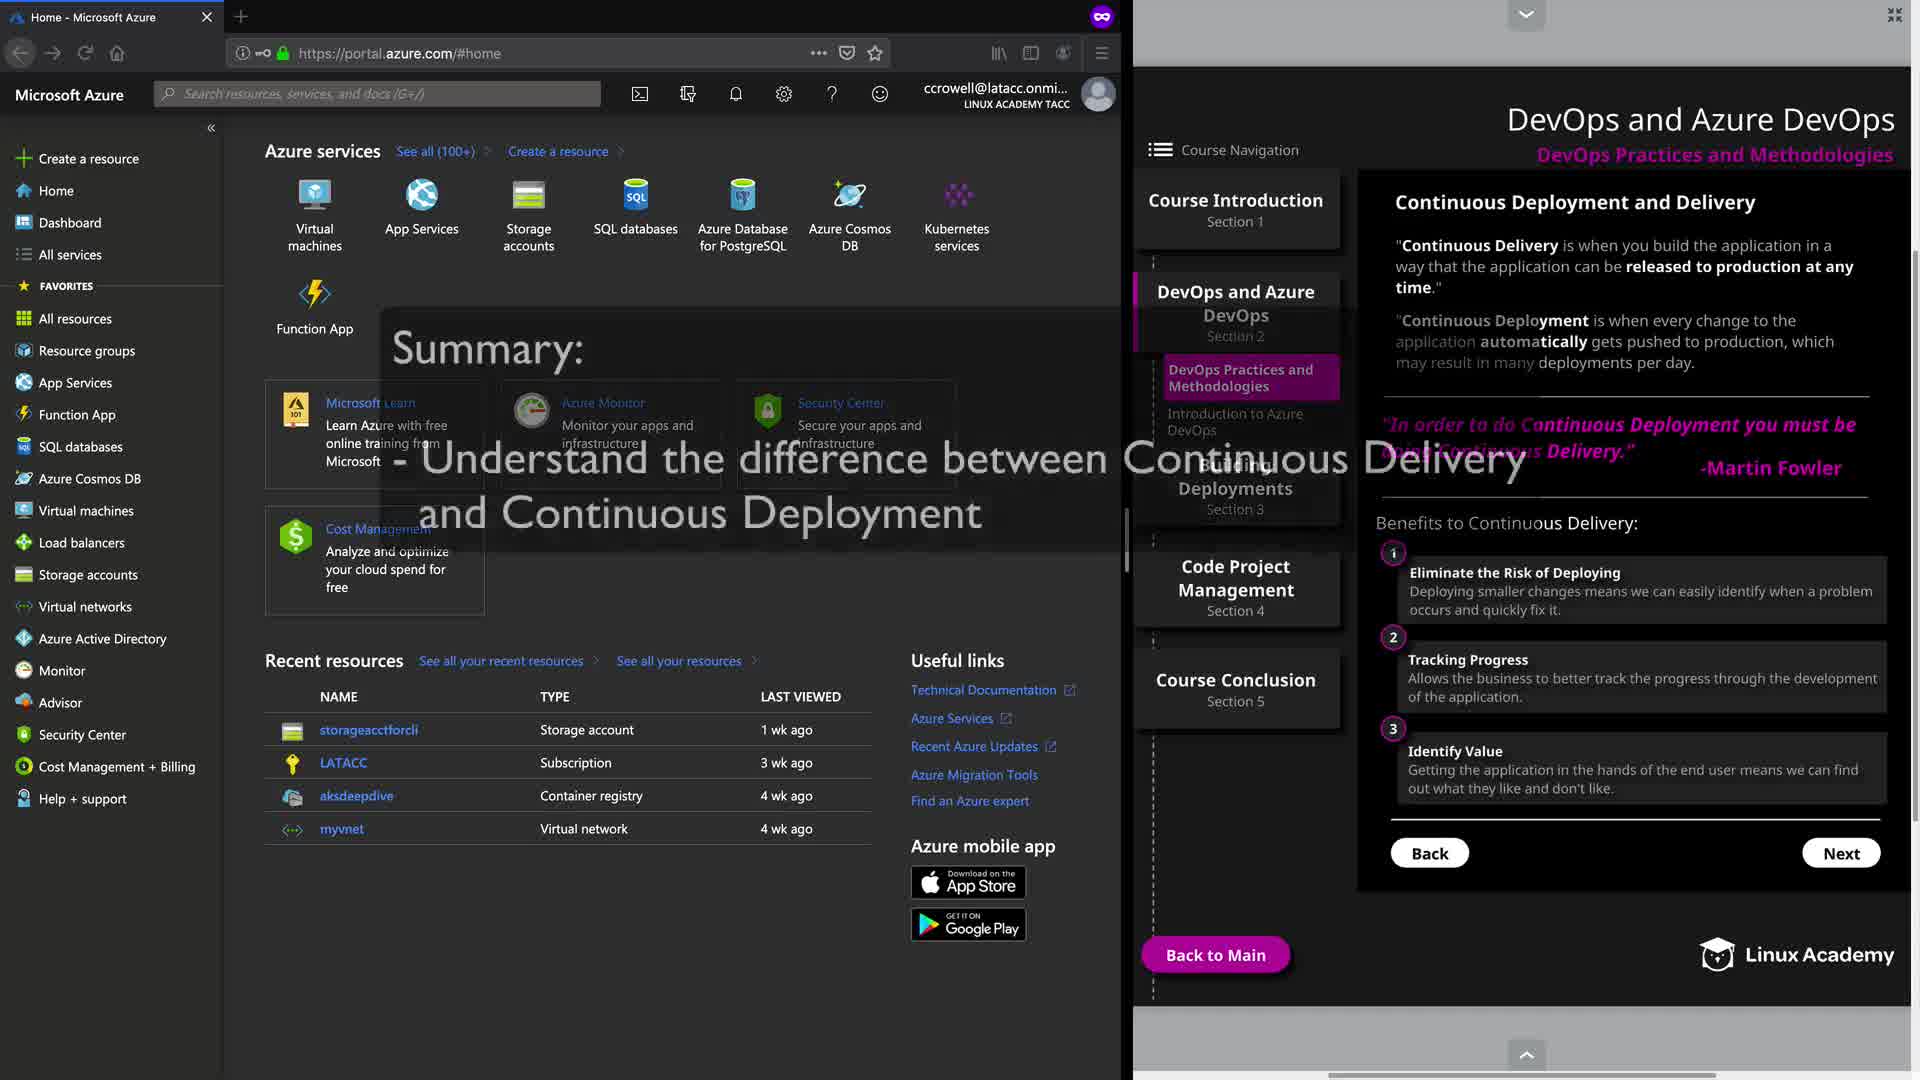 Home - Microsoft Azure
https://portal.azure.com/#home
Microsoft Azure
Search resources, services, and docs (G+/)
ccrowell@latacc.onmi...
LINUX ACADEMY TACC
Create a resource
Home
Dashboard
All services
FAVORITES
All resources
Resource groups
App Services
Function App
SQL databases
Azure Cosmos DB
Virtual machines
Load balancers
Storage accounts
Virtual networks
Azure Active Directory
Monitor
Advisor
Security Center
Cost Management + Billing
Help + support
Azure services
See all (100+)
Create a resource
Virtual
machines
App Services
Storage
accounts
SQL
SQL databases
Azure Database
for PostgreSQL
Azure Cosmos
DB
Kubernetes
services
Function App
Summary:
- Understand the difference between Continuous Delivery
and Continuous Deployment
101
Microsoft Learn
Learn Azure with free
online training from
Microsoft
Azure Monitor
Monitor your apps and
infrastructure
Security Center
Secure your apps and
infrastructure
Cost Management
Analyze and optimize
your cloud spend for
free
Recent resources
See all your recent resources
See all your resources
NAME TYPE LAST VIEWED
storageacctforcli Storage account 1 wk ago
LATACC Subscription 3 wk ago
aksdeepdive Container registry 4 wk ago
myvnet Virtual network 4 wk ago
Useful links
Technical Documentation
Azure Services
Recent Azure Updates
Azure Migration Tools
Find an Azure expert
Azure mobile app
Download on the
App Store
GET IT ON
Google Play
DevOps and Azure DevOps
DevOps Practices and Methodologies
Course Navigation
Course Introduction
Section 1
DevOps and Azure
DevOps
Section 2
DevOps Practices and
Methodologies
Introduction to Azure
DevOps
Building
Deployments
Section 3
Code Project
Management
Section 4
Course Conclusion
Section 5
Back to Main
Continuous Deployment and Delivery
"Continuous Delivery is when you build the application in a
way that the application can be released to production at any
time."
"Continuous Deployment is when every change to the
application automatically gets pushed to production, which
may result in many deployments per day.
"In order to do Continuous Deployment you must be
doing Continuous Delivery."
-Martin Fowler
Benefits to Continuous Delivery:
1
Eliminate the Risk of Deploying
Deploying smaller changes means we can easily identify when a problem
occurs and quickly fix it.
2
Tracking Progress
Allows the business to better track the progress through the development
of the application.
3
Identify Value
Getting the application in the hands of the end user means we can find
out what they like and don't like.
Back
Next
Linux Academy